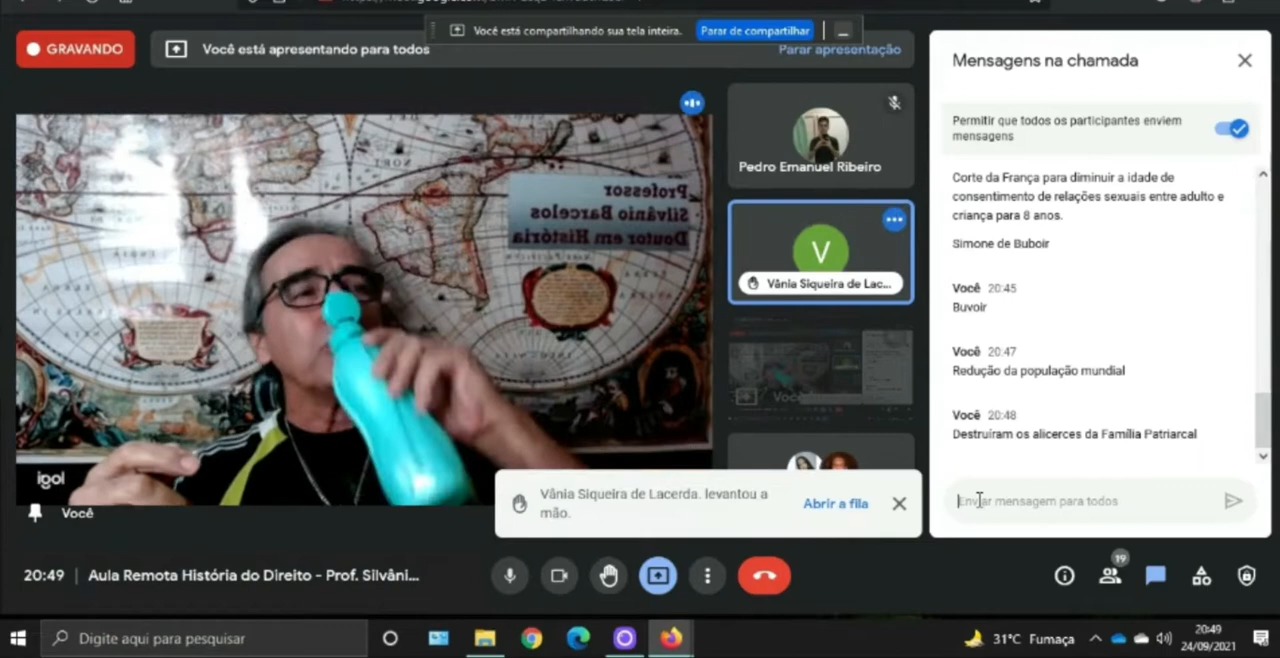 Você está compartilhando sua tela inteira.
Parar de compartilhar
GRAVANDO
Você está apresentando para todos
Parar apresentação
Professor
Silvânio Barcelos
Doutor em História
igol
Você
Pedro Emanuel Ribeiro
V
Vânia Siqueira de Lac...
Vânia Siqueira de Lacerda. levantou a
mão.
Abrir a fila
Mensagens na chamada
Permitir que todos os participantes enviem
mensagens
Corte da França para diminuir a idade de
consentimento de relações sexuais entre adulto e
criança para 8 anos.
Simone de Buboir
Você 20:45
Buvoir
Você 20:47
Redução da população mundial
Você 20:48
Destruíram os alicerces da Família Patriarcal
Enviar mensagem para todos
20:49 | Aula Remota História do Direito - Prof. Silvâni...
19
Digite aqui para pesquisar
31°C Fumaça
20:49
24/09/2021